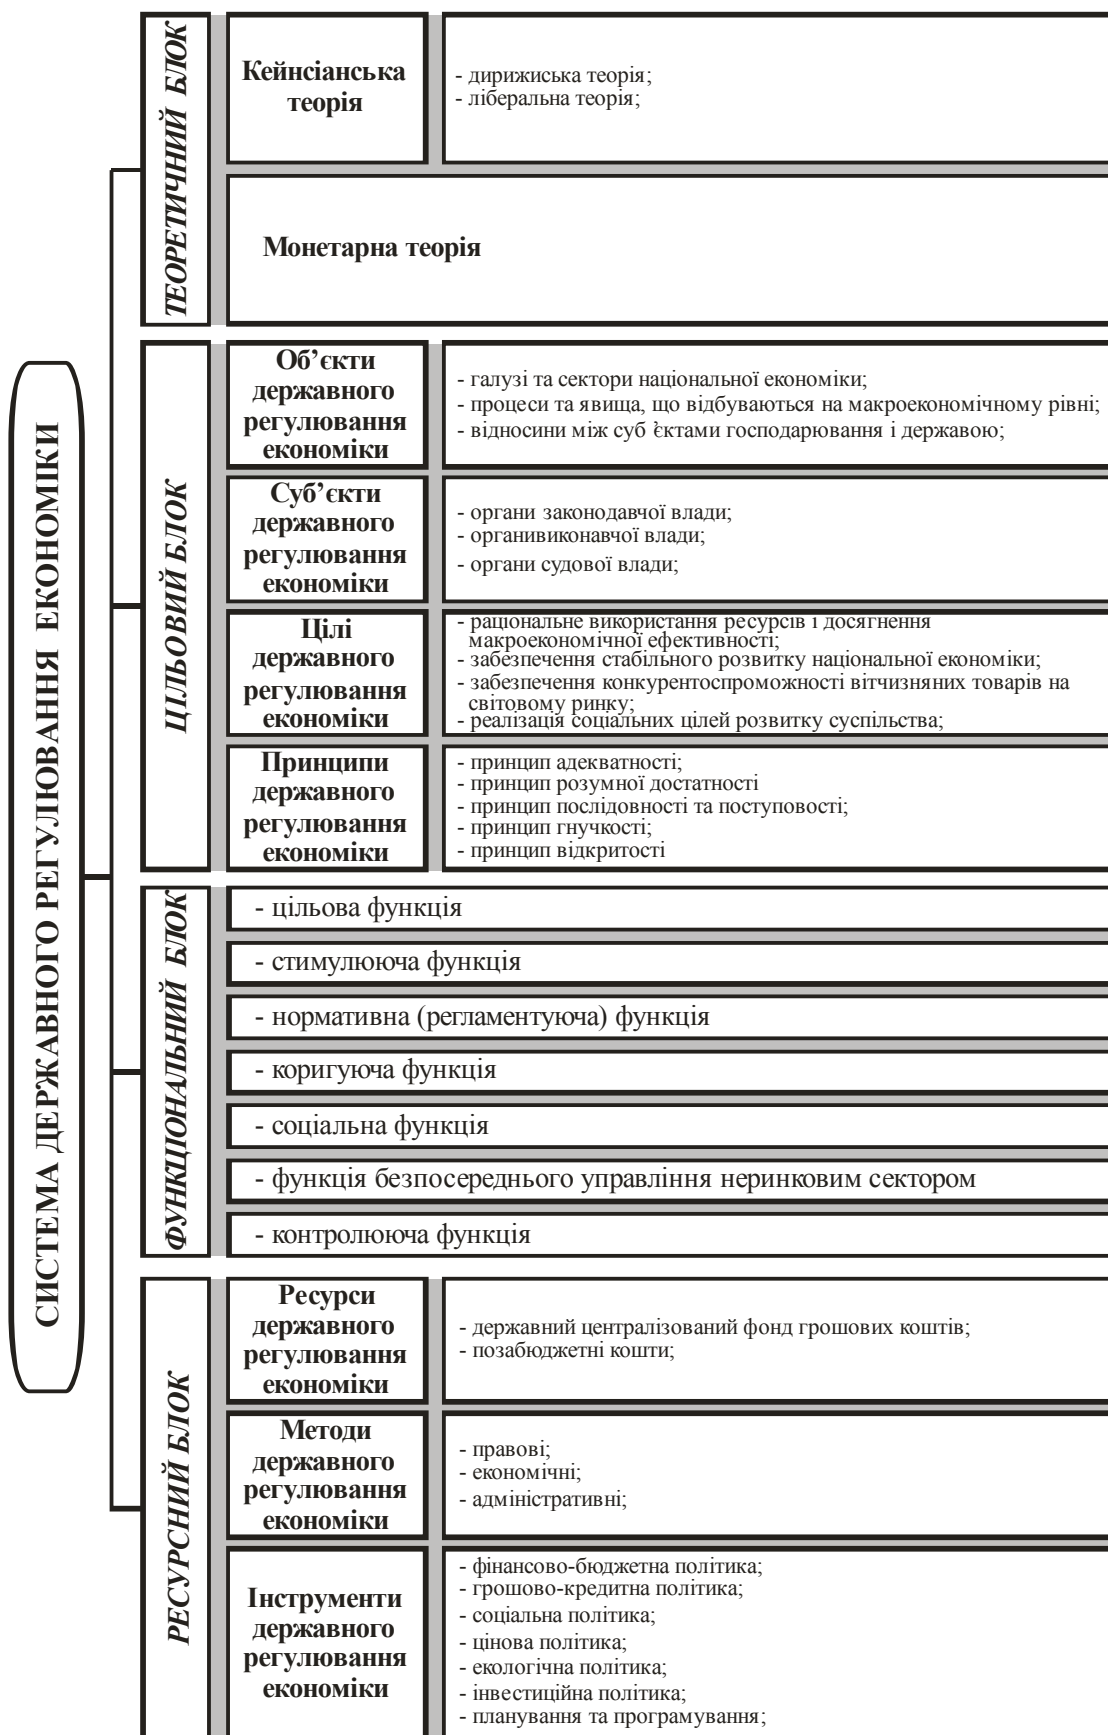 СИСТЕМА ДЕРЖАВНОГО РЕГУЛЮВАННЯ ЕКОНОМІКИ
ТЕОРЕТИЧНИЙ БЛОК
Кейнсіанська
теорія
- дирижиська теорія;
- ліберальна теорія;
Монетарна теорія
ЦІЛЬОВИЙ БЛОК
Об’єкти
державного
регулювання
економіки
- галузі та сектори національної економіки;
- процеси та явища, що відбуваються на макроекономічному рівні;
- відносини між суб ’єктами господарювання і державою;
Суб’єкти
державного
регулювання
економіки
- органи законодавчої влади;
- органивиконавчої влади;
- органи судової влади;
Цілі
державного
регулювання
економіки
- раціональне використання ресурсів і досягнення
макроекономічної ефективності;
- забезпечення стабільного розвитку національної економіки;
- забезпечення конкурентоспроможності вітчизняних товарів на
світовому ринку;
- реалізація соціальних цілей розвитку суспільства;
Принципи
державного
регулювання
економіки
- принцип адекватності;
- принцип розумної достатності
- принцип послідовності та поступовості;
- принцип гнучкості;
- принцип відкритості
ФУНКЦІОНАЛЬНИЙ БЛОК
- цільова функція
- стимулююча функція
- нормативна (регламентуюча) функція
- коригуюча функція
- соціальна функція
- функція безпосереднього управління неринковим сектором
- контролююча функція
РЕСУРСНИЙ БЛОК
Ресурси
державного
регулювання
економіки
- державний централізований фонд грошових коштів;
- позабюджетні кошти;
Методи
державного
регулювання
економіки
- правові;
- економічні;
- адміністративні;
Інструменти
державного
регулювання
економіки
- фінансово-бюджетна політика;
- грошово-кредитна політика;
- соціальна політика;
- цінова політика;
- екологічна політика;
- інвестиційна політика;
- планування та програмування;